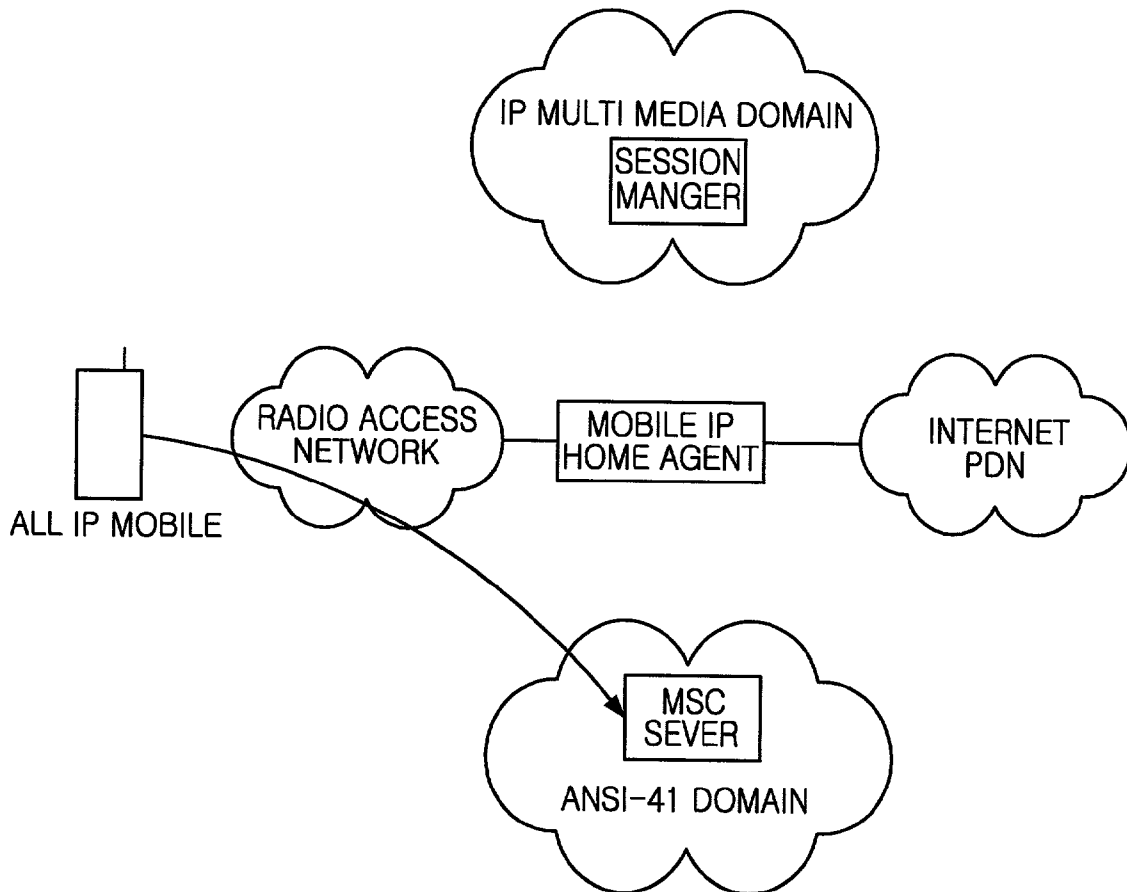 IP MULTI MEDIA DOMAIN
SESSION
MANGER
RADIO ACCESS
NETWORK
MOBILE IP
HOME AGENT
INTERNET
PDN
ALL IP MOBILE
MSC
SEVER
ANSI-41 DOMAIN